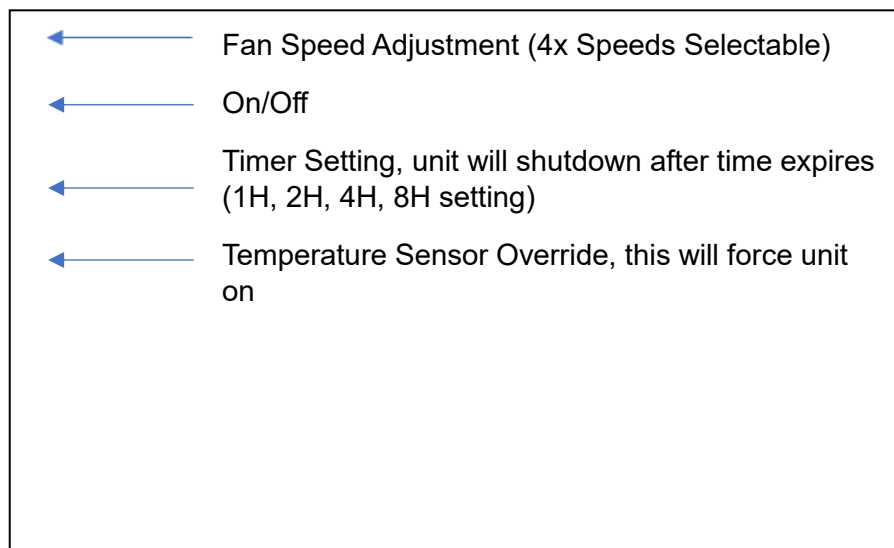 Fan Speed Adjustment (4x Speeds Selectable)
On/Off
Timer Setting, unit will shutdown after time expires
(1H, 2H, 4H, 8H setting)
Temperature Sensor Override, this will force unit
on